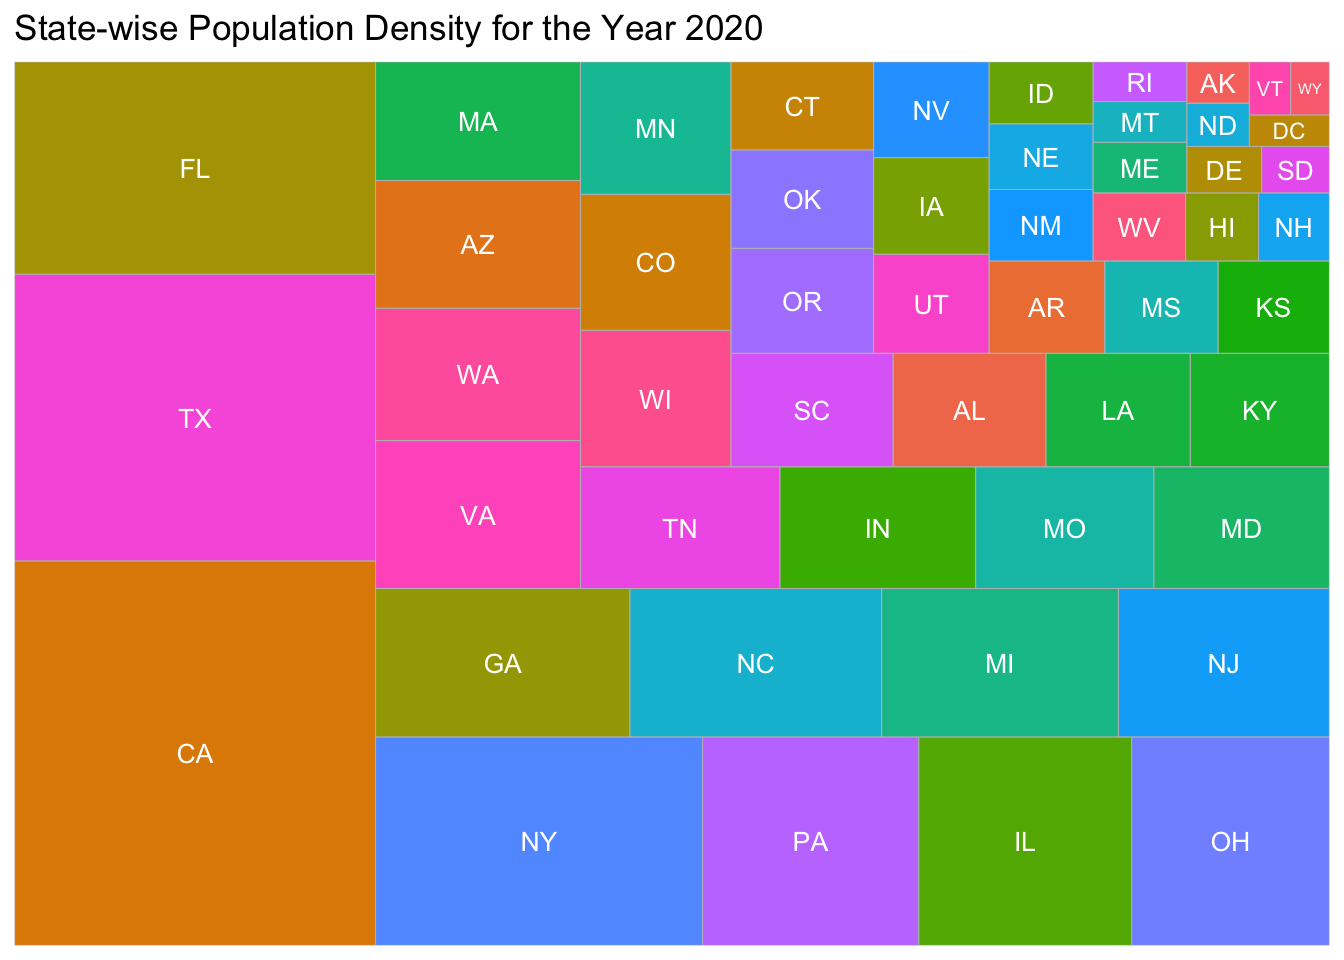 State-wise Population Density for the Year 2020
FL
MA
MN
CT
NV
ID
RI
AK
VT
WY
MT
ND
DC
AZ
CO
OK
IA
NE
ME
DE
SD
NM
WV
HI
NH
TX
WA
WI
OR
UT
AR
MS
KS
SC
AL
LA
KY
VA
TN
IN
MO
MD
CA
GA
NC
MI
NJ
NY
PA
IL
OH